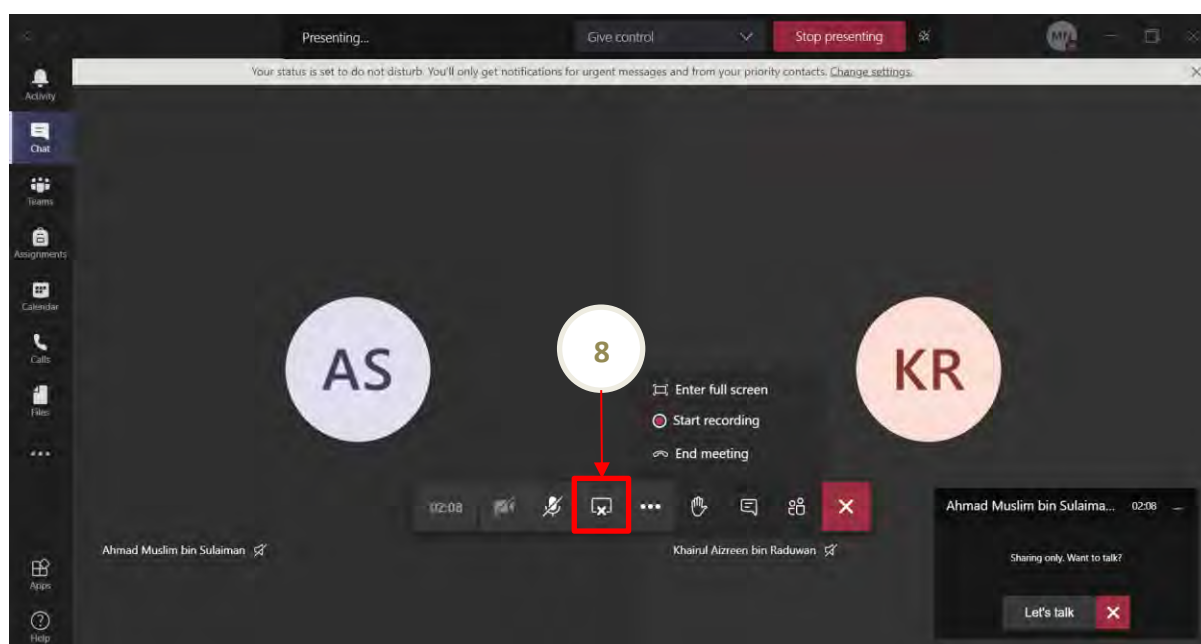 Presenting...
Give control
Stop presenting
Your status is set to do not disturb. You'll only get notifications for urgent messages and from your priority contacts. Change settings.
Activity
Chat
Teams
Assignments
Calendar
Calls
Files
AS
8
KR
Enter full screen
Start recording
End meeting
02:08
Ahmad Muslim bin Sulaiman
Khairul Aizreen bin Raduwan
Ahmad Muslim bin Sulaima... 02:08
Sharing only. Want to talk?
Let's talk
Apps
Help